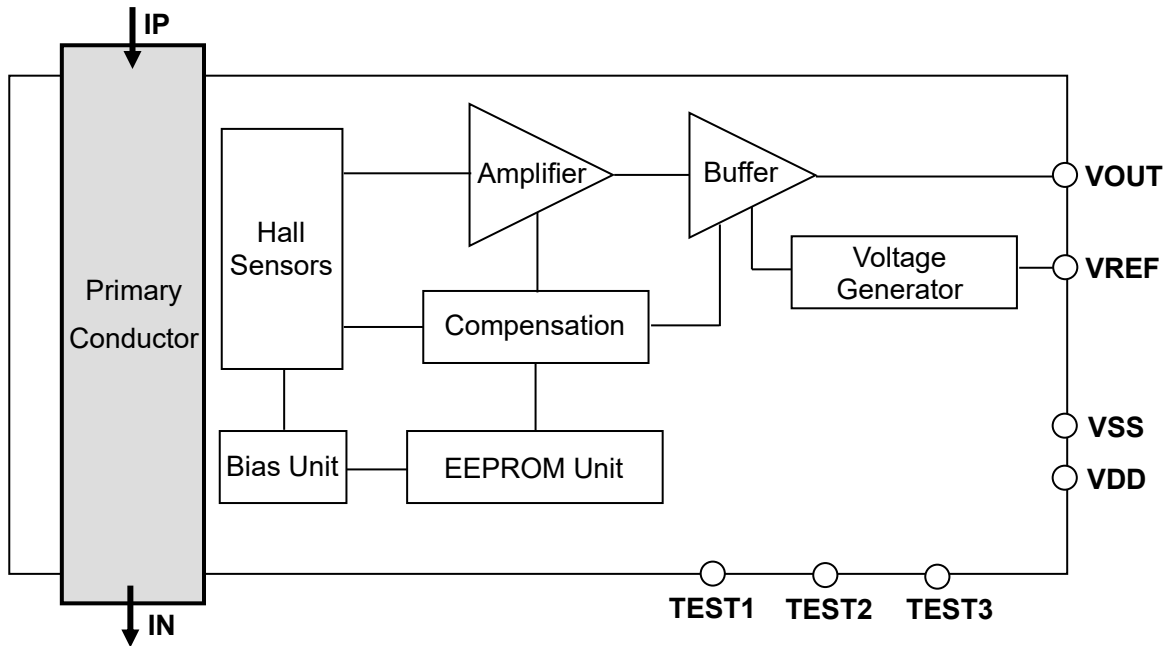 IP
Amplifier
Buffer
VOUT
Hall
Sensors
Voltage
Generator
VREF
Primary
Conductor
Compensation
VSS
Bias Unit
EEPROM Unit
VDD
TEST1
TEST2
TEST3
IN